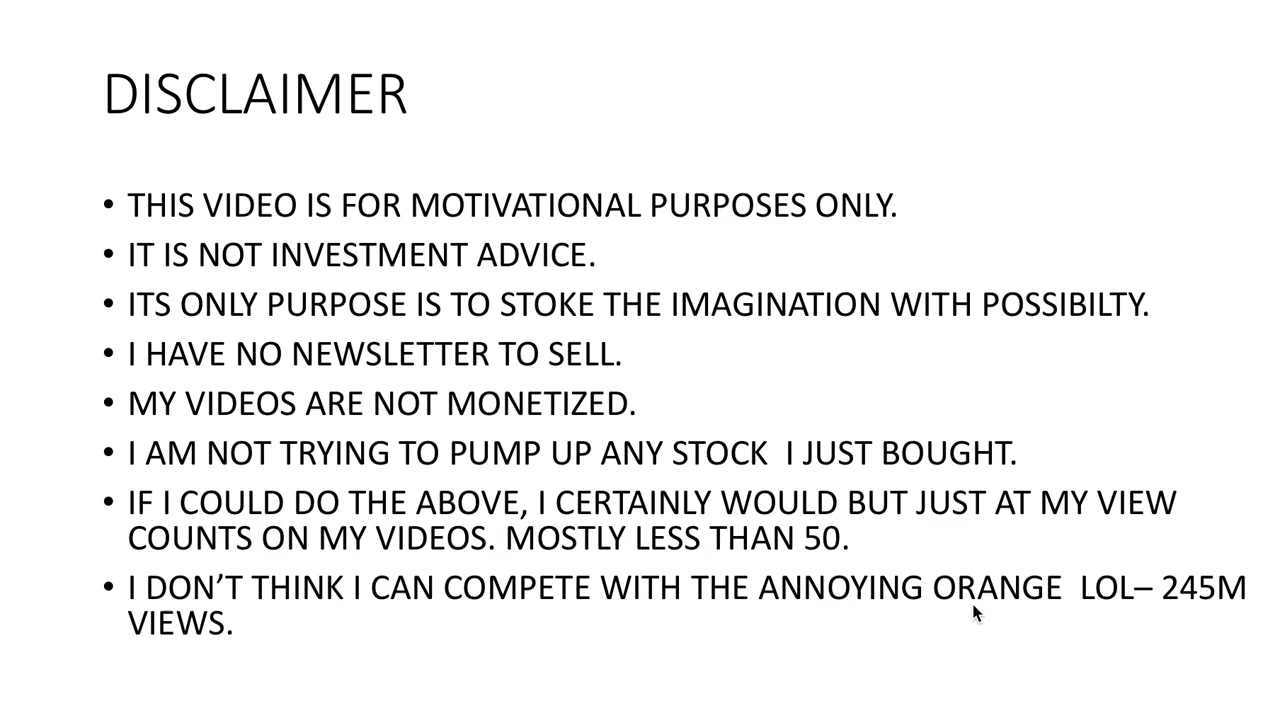 DISCLAIMER
• THIS VIDEO IS FOR MOTIVATIONAL PURPOSES ONLY.
• IT IS NOT INVESTMENT ADVICE.
• ITS ONLY PURPOSE IS TO STOKE THE IMAGINATION WITH POSSIBILTY.
• I HAVE NO NEWSLETTER TO SELL.
• MY VIDEOS ARE NOT MONETIZED.
• I AM NOT TRYING TO PUMP UP ANY STOCK  I JUST BOUGHT.
• IF I COULD DO THE ABOVE, I CERTAINLY WOULD BUT JUST AT MY VIEW
COUNTS ON MY VIDEOS. MOSTLY LESS THAN 50.
• I DON’T THINK I CAN COMPETE WITH THE ANNOYING ORANGE  LOL– 245M
VIEWS.